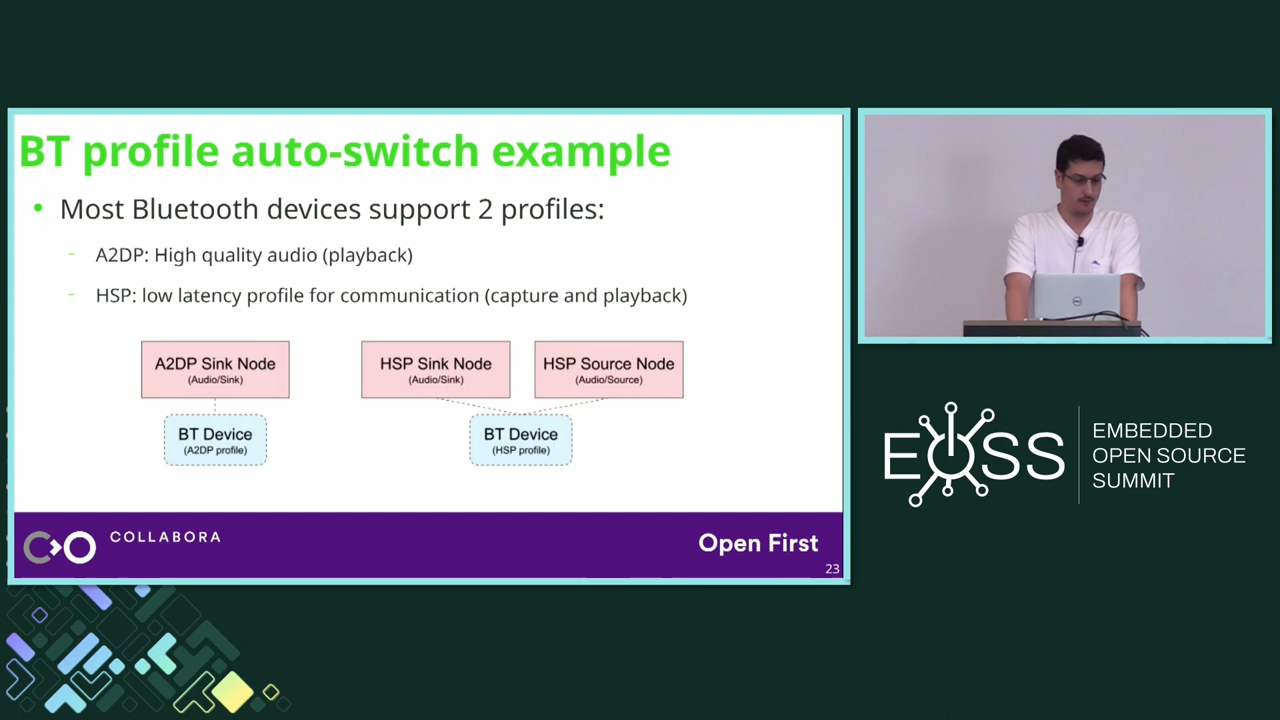 BT profile auto-switch example
• Most Bluetooth devices support 2 profiles:
- A2DP: High quality audio (playback)
- HSP: low latency profile for communication (capture and playback)
A2DP Sink Node
(Audio/Sink)
HSP Sink Node
(Audio/Sink)
HSP Source Node
(Audio/Source)
BT Device
(A2DP profile)
BT Device
(HSP profile)
COLLABORA
Open First
23
DELL
EOSS
EMBEDDED
OPEN SOURCE
SUMMIT